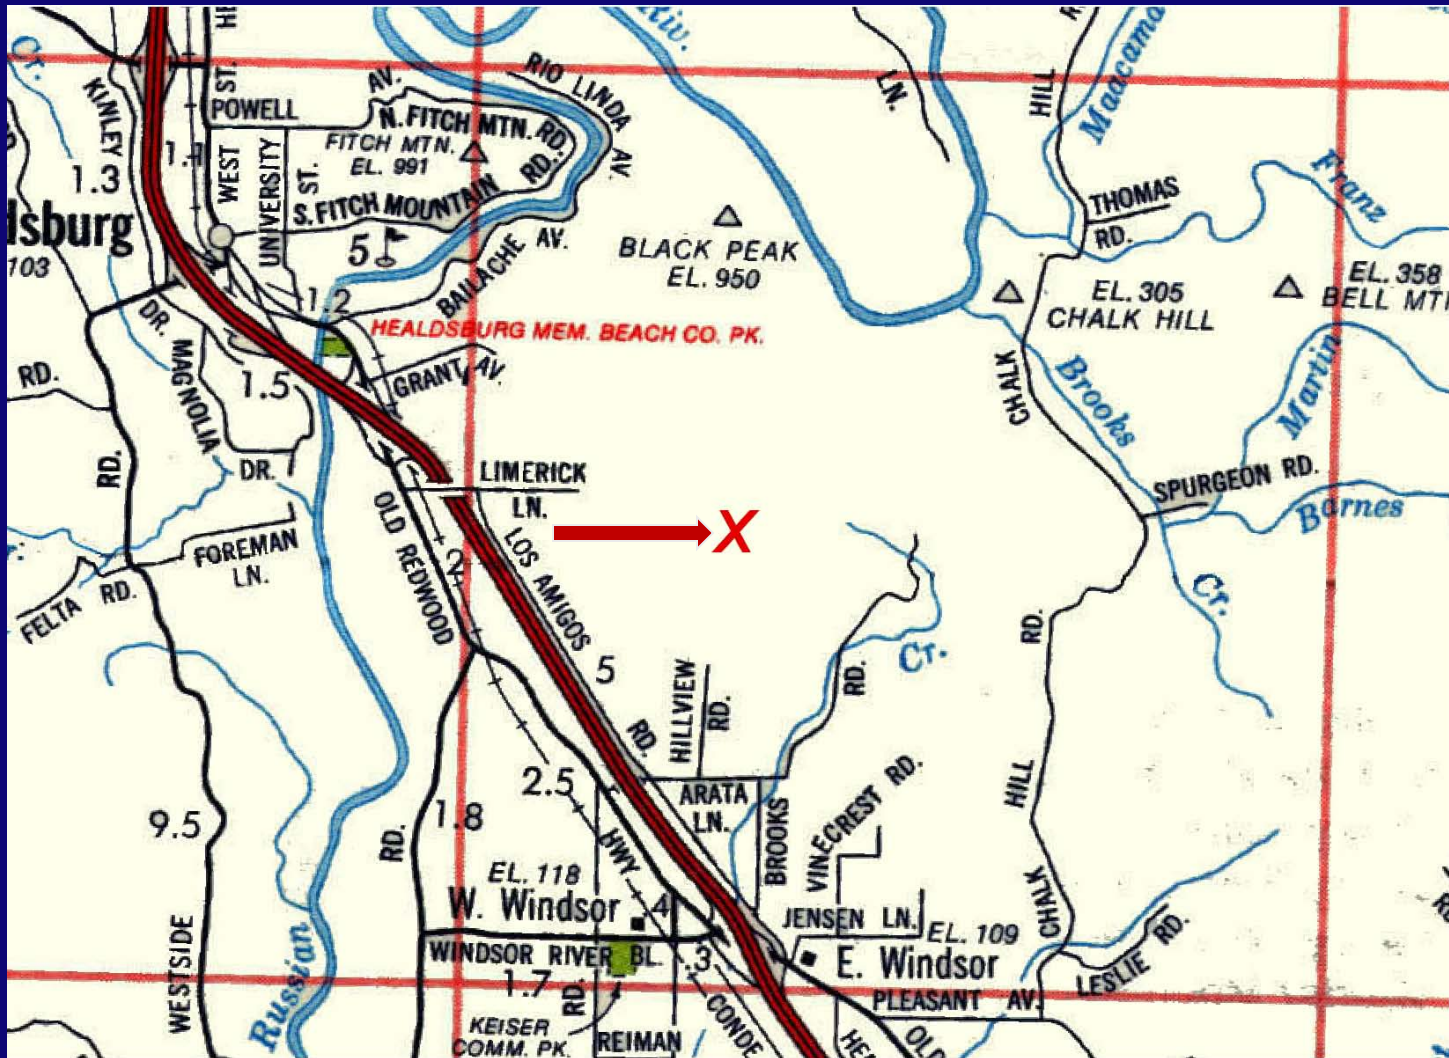 Cr.
KINLEY
1.3
1.1
ST.
POWELL
AV.
WEST
UNIVERSITY
ST.
FITCH MTN.
EL. 991
N. FITCH MTN. RD.
RD.
S. FITCH MOUNTAIN
RIO LINDA
AV.
Riv.
LN.
HILL
Maacama
THOMAS
RD.
Franz
BLACK PEAK
EL. 950
EL. 305
CHALK HILL
EL. 358
BELL MT
dsburg
103
5
BAILACHE
AV.
1.2
HEALDSBURG MEM. BEACH CO. PK.
DR.
MAGNOLIA
DR.
1.5
GRANT AV.
RD.
RD.
CHALK
Brooks
Martin
SPURGEON RD.
Barnes
Cr.
LIMERICK
LN.
X
OLD REDWOOD
.2
LOS AMIGOS
RD.
FOREMAN
LN.
FELTA RD.
5
HILLVIEW
RD.
RD.
Cr.
RD.
HILL
CHALK
2.5
ARATA
LN.
BROOKS
VINECREST RD.
9.5
1.8
RD.
HWY
EL. 118
W. Windsor
.4
WINDSOR RIVER BL.
.3
JENSEN LN.
EL. 109
E. Windsor
PLEASANT AV.
LESLIE RD.
WESTSIDE
Russian
1.7
RD.
KEISER
COMM. PK.
REIMAN
CONDE
HE
OLD